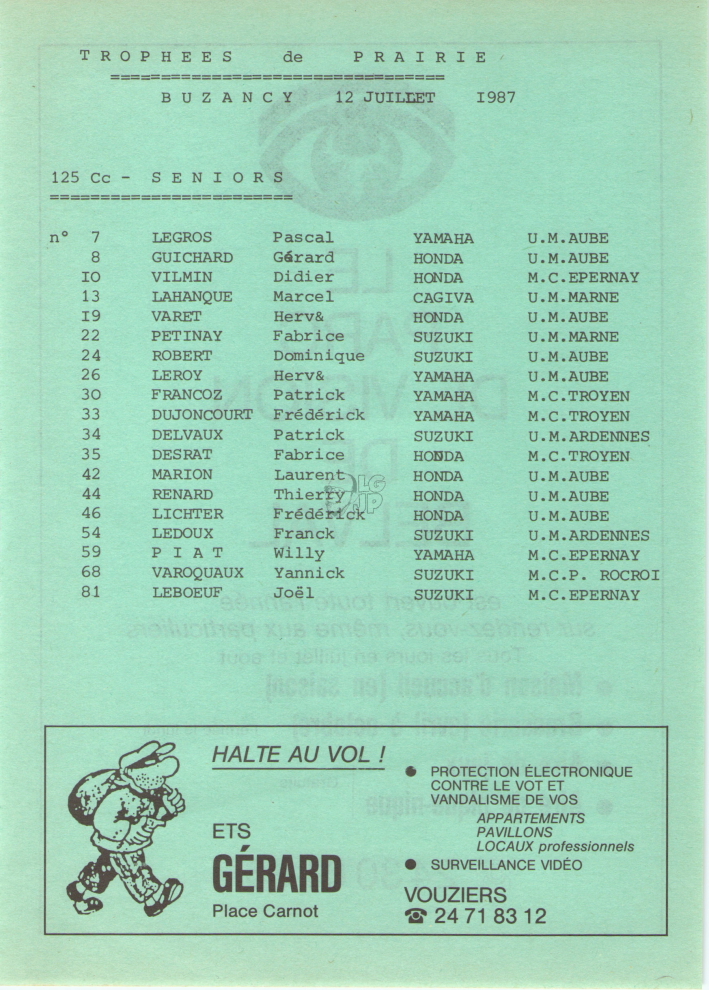 TROPHEES de PRAIRIE
=================================
BUZANCY 12 JUILLET I987
125 Cc - SENIORS
========================
n° 7 LEGROS Pascal YAMAHA U.M.AUBE
8 GUICHARD Gérard HONDA U.M.AUBE
IO VILMIN Didier HONDA M.C.EPERNAY
I3 LAHANQUE Marcel CAGIVA U.M.MARNE
I9 VARET Herv& HONDA U.M.AUBE
22 PETINAY Fabrice SUZUKI U.M.MARNE
24 ROBERT Dominique SUZUKI U.M.AUBE
26 LEROY Herv& YAMAHA U.M.AUBE
30 FRANCOZ Patrick YAMAHA M.C.TROYEN
33 DUJONCOURT Frédérick YAMAHA M.C.TROYEN
34 DELVAUX Patrick SUZUKI U.M.ARDENNES
35 DESRAT Fabrice HONDA M.C.TROYEN
42 MARION Laurent HONDA U.M.AUBE
44 RENARD Thierry HONDA U.M.AUBE
46 LICHTER Frédérick HONDA U.M.AUBE
54 LEDOUX Franck SUZUKI U.M.ARDENNES
59 P I A T Willy YAMAHA M.C.EPERNAY
68 VAROQUAUX Yannick SUZUKI M.C.P. ROCROI
81 LEBOEUF Joël SUZUKI M.C.EPERNAY
HALTE AU VOL !
ETS
GÉRARD
Place Carnot
● PROTECTION ÉLECTRONIQUE
CONTRE LE VOT ET
VANDALISME DE VOS
APPARTEMENTS
PAVILLONS
LOCAUX professionnels
● SURVEILLANCE VIDÉO
VOUZIERS
☎ 24 71 83 12